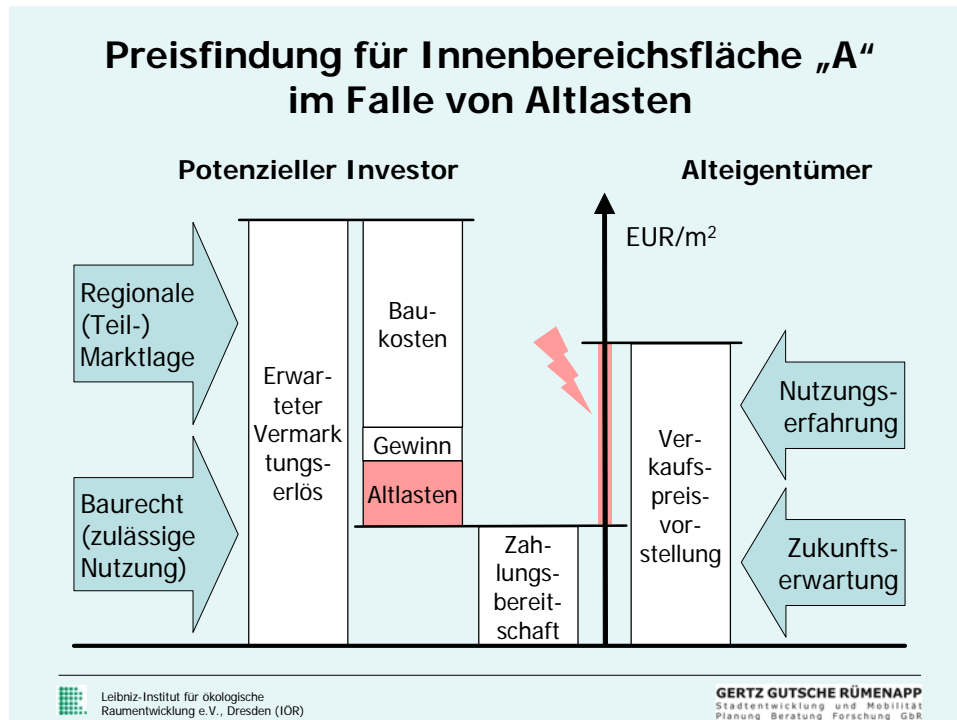 Preisfindung für Innenbereichsfläche „A“
im Falle von Altlasten
Potenzieller Investor
Alteigentümer
EUR/m²
Regionale
(Teil-)
Marktlage
Baurecht
(zulässige
Nutzung)
Erwar-
teter
Vermark
tungs-
erlös
Bau-
kosten
Gewinn
Altlasten
Zah-
lungs-
bereit-
schaft
Ver-
kaufs-
preis-
vor-
stellung
Nutzungs-
erfahrung
Zukunfts-
erwartung
Leibniz-Institut für ökologische
Raumentwicklung e.V., Dresden (IÖR)
GERTZ GUTSCHE RÜMENAPP
Stadtentwicklung und Mobilität
Planung Beratung Forschung GbR